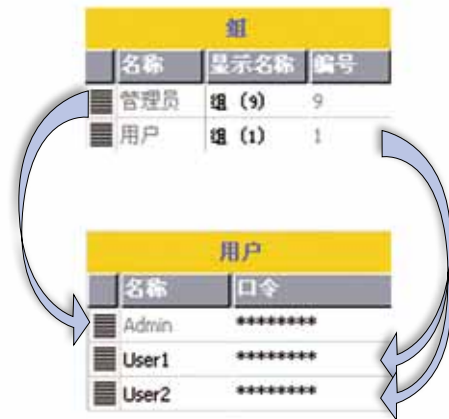 组
名称 显示名称 编号
管理员 组 (9) 9
用户 组 (1) 1
用户
名称 口令
Admin ********
User1 ********
User2 ********